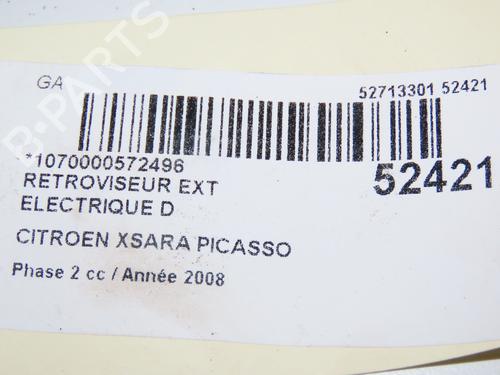 GA
52713301 52421
*1070000572496
52421
RETROVISEUR EXT
ELECTRIQUE D
CITROEN XSARA PICASSO
Phase 2 cc / Année 2008
B-PARTS